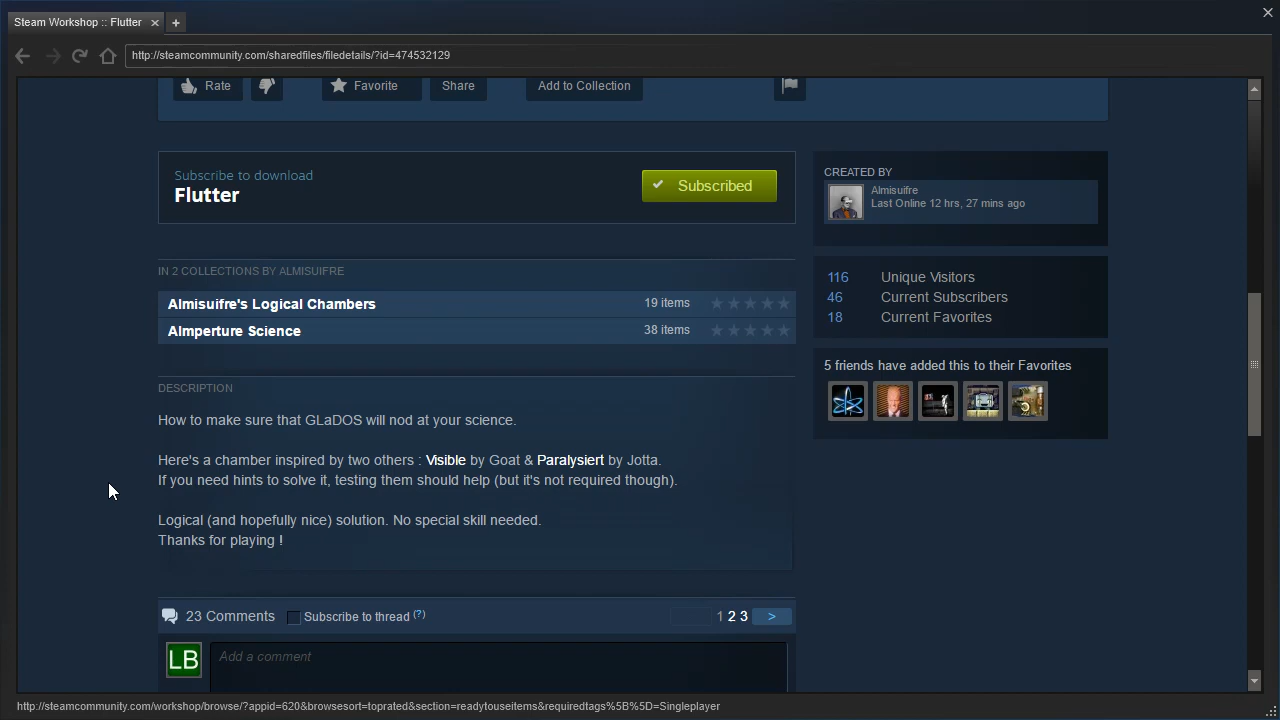 Steam Workshop :: Flutter
http://steamcommunity.com/sharedfiles/filedetails/?id=474532129
Rate
Favorite
Share
Add to Collection
Subscribe to download
Flutter
Subscribed
IN 2 COLLECTIONS BY ALMISUIFRE
Almisuifre's Logical Chambers 19 items
Almperture Science 38 items
DESCRIPTION
How to make sure that GLaDOS will nod at your science.
Here's a chamber inspired by two others : Visible by Goat & Paralysiert by Jotta.
If you need hints to solve it, testing them should help (but it's not required though).
Logical (and hopefully nice) solution. No special skill needed.
Thanks for playing !
23 Comments Subscribe to thread (?) 1 2 3 >
LB
Add a comment
CREATED BY
Almisuifre
Last Online 12 hrs, 27 mins ago
116 Unique Visitors
46 Current Subscribers
18 Current Favorites
5 friends have added this to their Favorites
http://steamcommunity.com/workshop/browse/?appid=620&browsesort=toprated&section=readytouseitems&requiredtags%5B%5D=Singleplayer